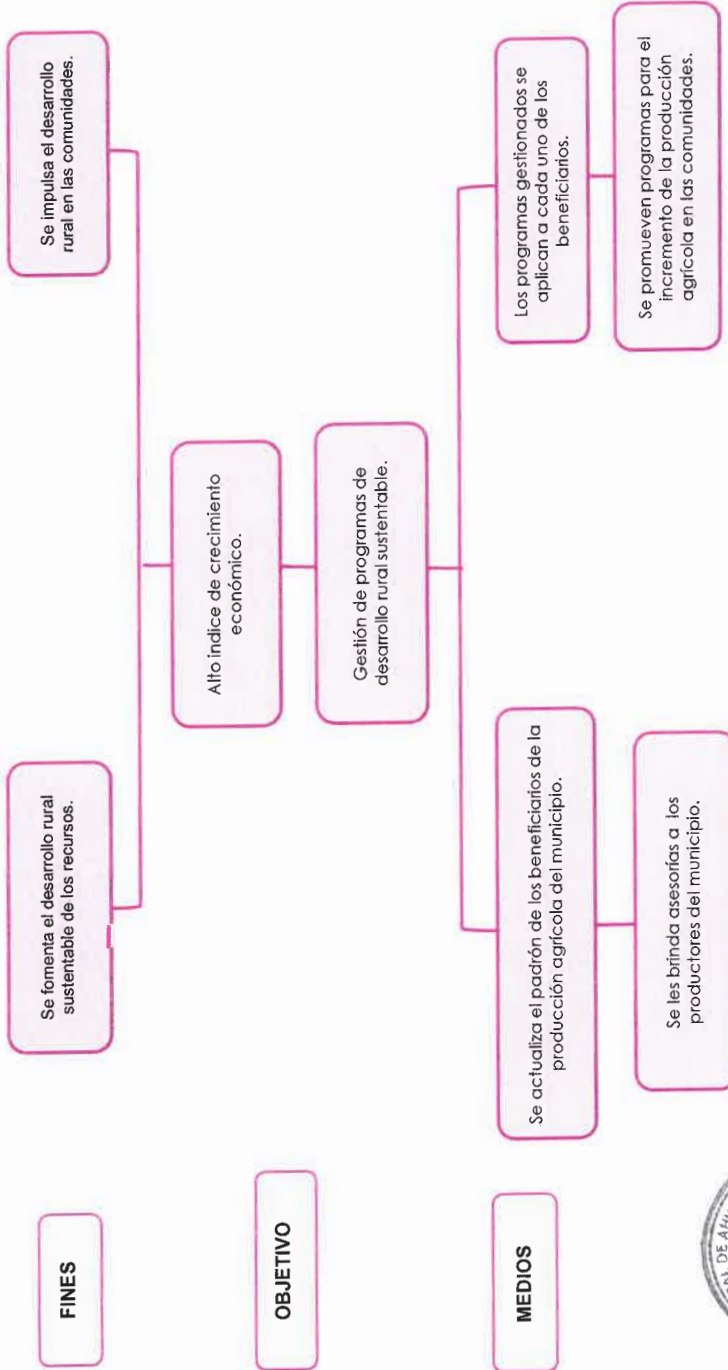 FINES
Se fomenta el desarrollo rural
sustentable de los recursos.
Se impulsa el desarrollo
rural en las comunidades.
OBJETIVO
Alto indice de crecimiento
económico.
Gestión de programas de
desarrollo rural sustentable.
MEDIOS
Se actualiza el padrón de los beneficiarios de la
producción agrícola del municipio.
Los programas gestionados se
aplican a cada uno de los
beneficiarios.
Se les brinda asesorías a los
productores del municipio.
Se promueven programas para el
incremento de la producción
agrícola en las comunidades.
DE